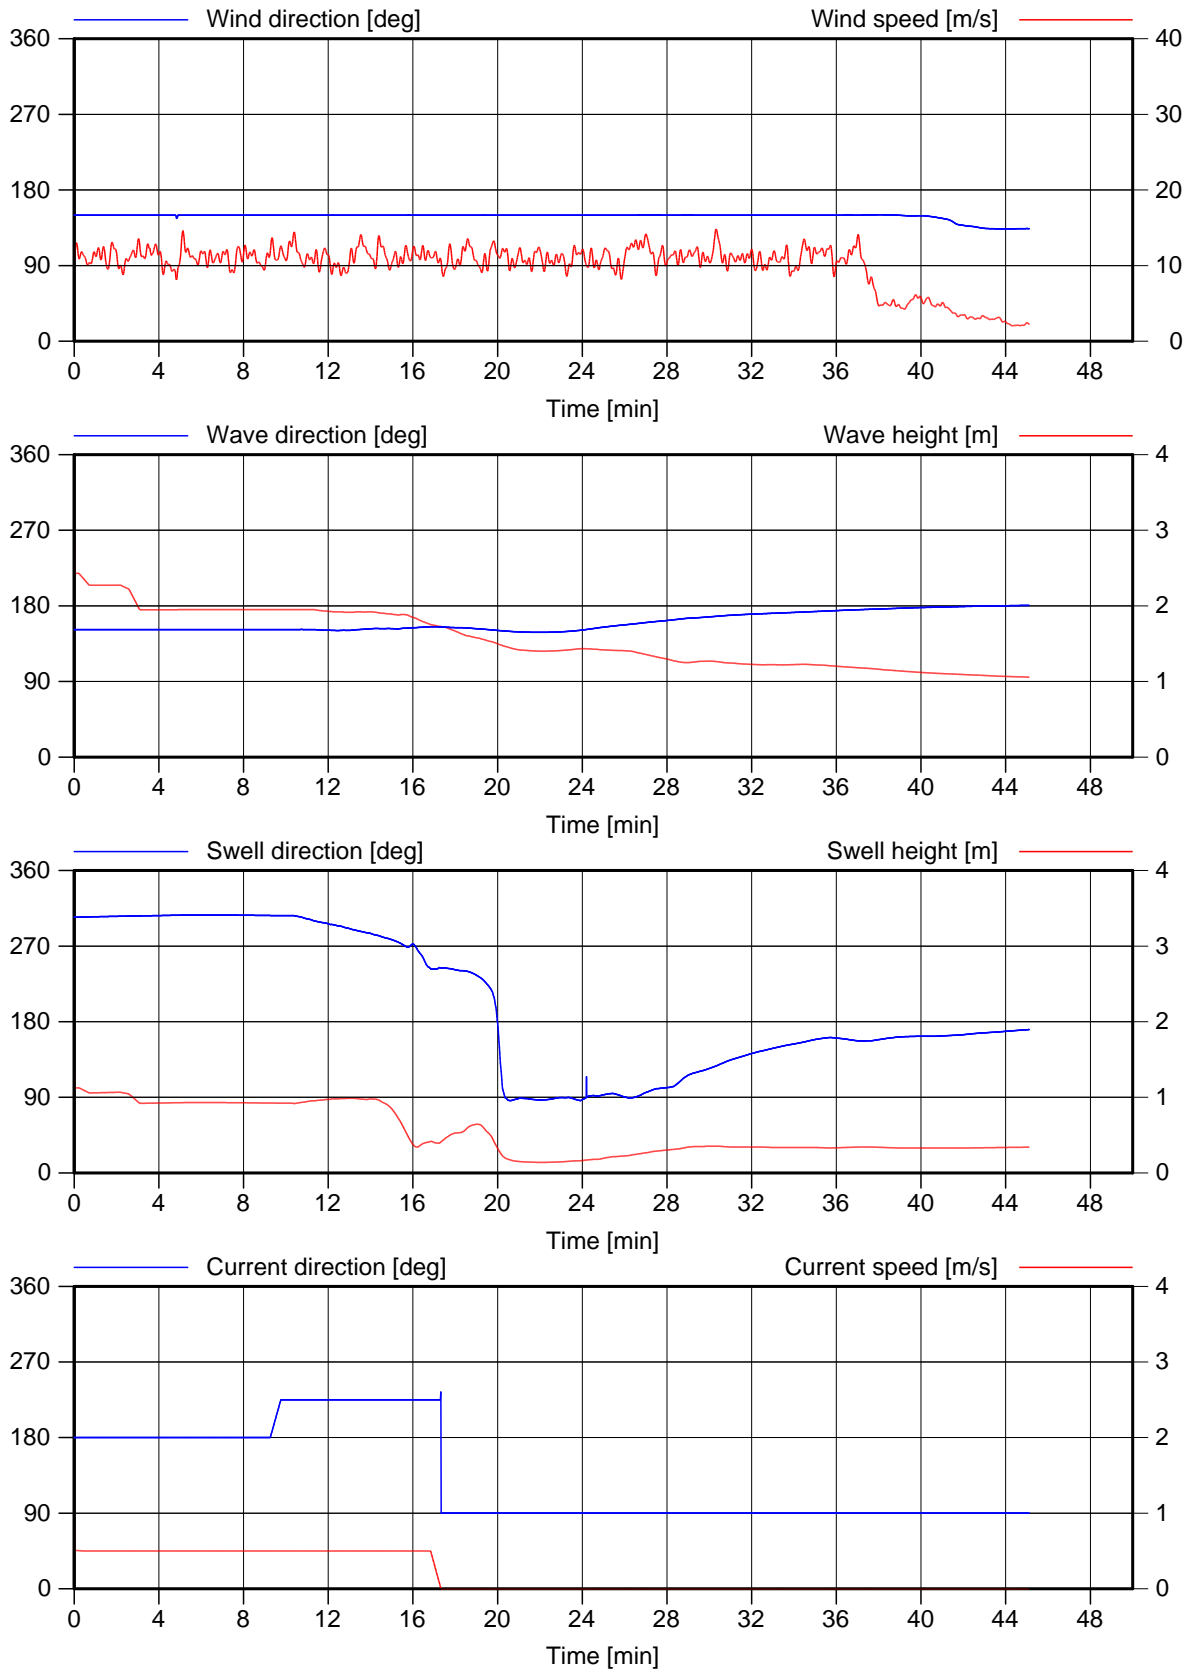 Wind direction [deg] Wind speed [m/s]
360 40
270 30
180 20
90 10
0 0
0 4 8 12 16 20 24 28 32 36 40 44 48
Time [min]
Wave direction [deg] Wave height [m]
360 4
270 3
180 2
90 1
0 0
0 4 8 12 16 20 24 28 32 36 40 44 48
Time [min]
Swell direction [deg] Swell height [m]
360 4
270 3
180 2
90 1
0 0
0 4 8 12 16 20 24 28 32 36 40 44 48
Time [min]
Current direction [deg] Current speed [m/s]
360 4
270 3
180 2
90 1
0 0
0 4 8 12 16 20 24 28 32 36 40 44 48
Time [min]